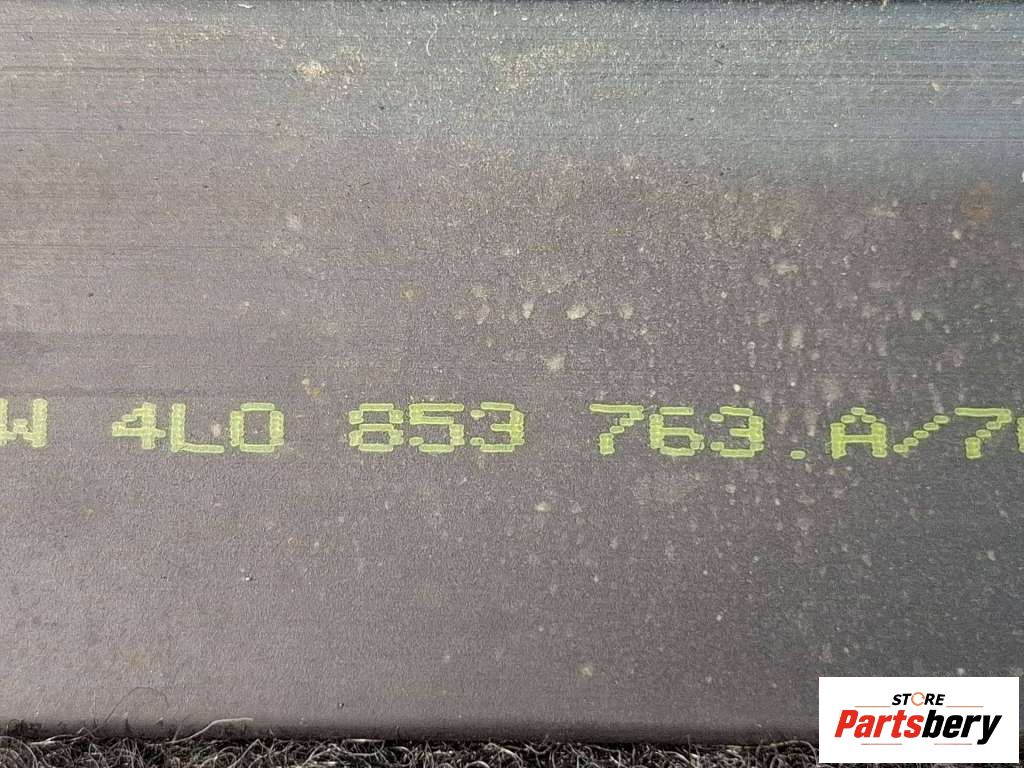 W 4L0 853 763.A/7
STORE
Partsbery